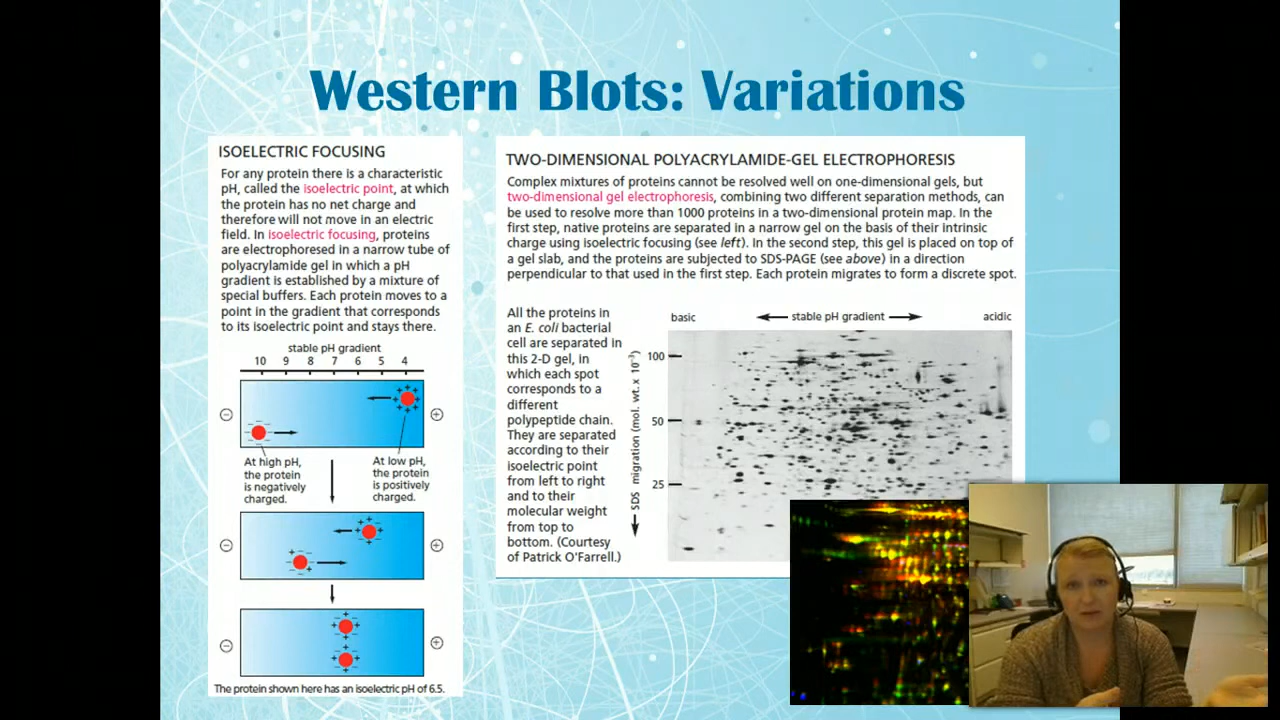 Western Blots: Variations
ISOELECTRIC FOCUSING
For any protein there is a characteristic
pH, called the isoelectric point, at which
the protein has no net charge and
therefore will not move in an electric
field. In isoelectric focusing, proteins
are electrophoresed in a narrow tube of
polyacrylamide gel in which a pH
gradient is established by a mixture of
special buffers. Each protein moves to a
point in the gradient that corresponds
to its isoelectric point and stays there.
stable pH gradient
10 9 8 7 6 5 4
At high pH,
the protein
is negatively
charged.
At low pH,
the protein
is positively
charged.
The protein shown here has an isoelectric pH of 6.5.
TWO-DIMENSIONAL POLYACRYLAMIDE-GEL ELECTROPHORESIS
Complex mixtures of proteins cannot be resolved well on one-dimensional gels, but
two-dimensional gel electrophoresis, combining two different separation methods, can
be used to resolve more than 1000 proteins in a two-dimensional protein map. In the
first step, native proteins are separated in a narrow gel on the basis of their intrinsic
charge using isoelectric focusing (see left). In the second step, this gel is placed on top of
a gel slab, and the proteins are subjected to SDS-PAGE (see above) in a direction
perpendicular to that used in the first step. Each protein migrates to form a discrete spot.
All the proteins in
an E. coli bacterial
cell are separated in
this 2-D gel, in
which each spot
corresponds to a
different
polypeptide chain.
They are separated
according to their
isoelectric point
from left to right
and to their
molecular weight
from top to
bottom. (Courtesy
of Patrick O'Farrell.)
basic stable pH gradient acidic
SDS migration (mol. wt. x 10⁻³)
100
50
25